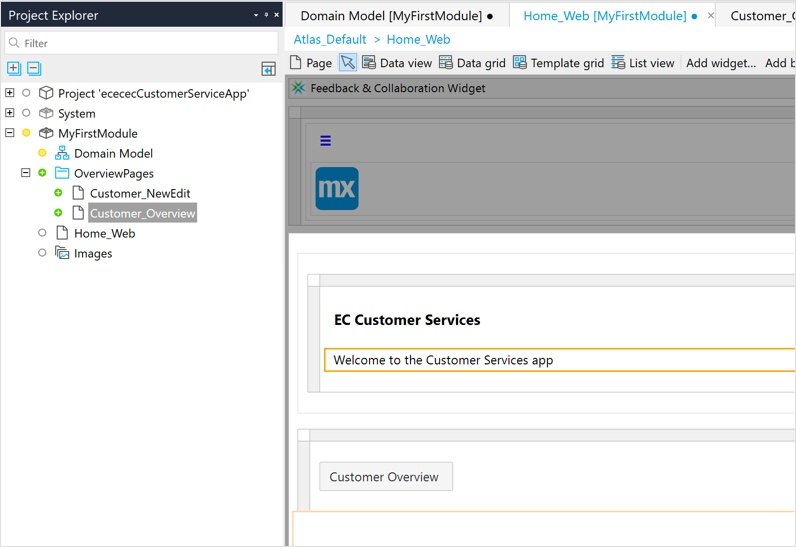 Project Explorer
Filter
Project 'ecececCustomerServiceApp'
System
MyFirstModule
Domain Model
OverviewPages
Customer_NewEdit
Customer_Overview
Home_Web
Images
Domain Model [MyFirstModule]
Home_Web [MyFirstModule]
Customer_C
Atlas_Default > Home_Web
Page Data view Data grid Template grid List view Add widget... Add b
Feedback & Collaboration Widget
mx
EC Customer Services
Welcome to the Customer Services app
Customer Overview